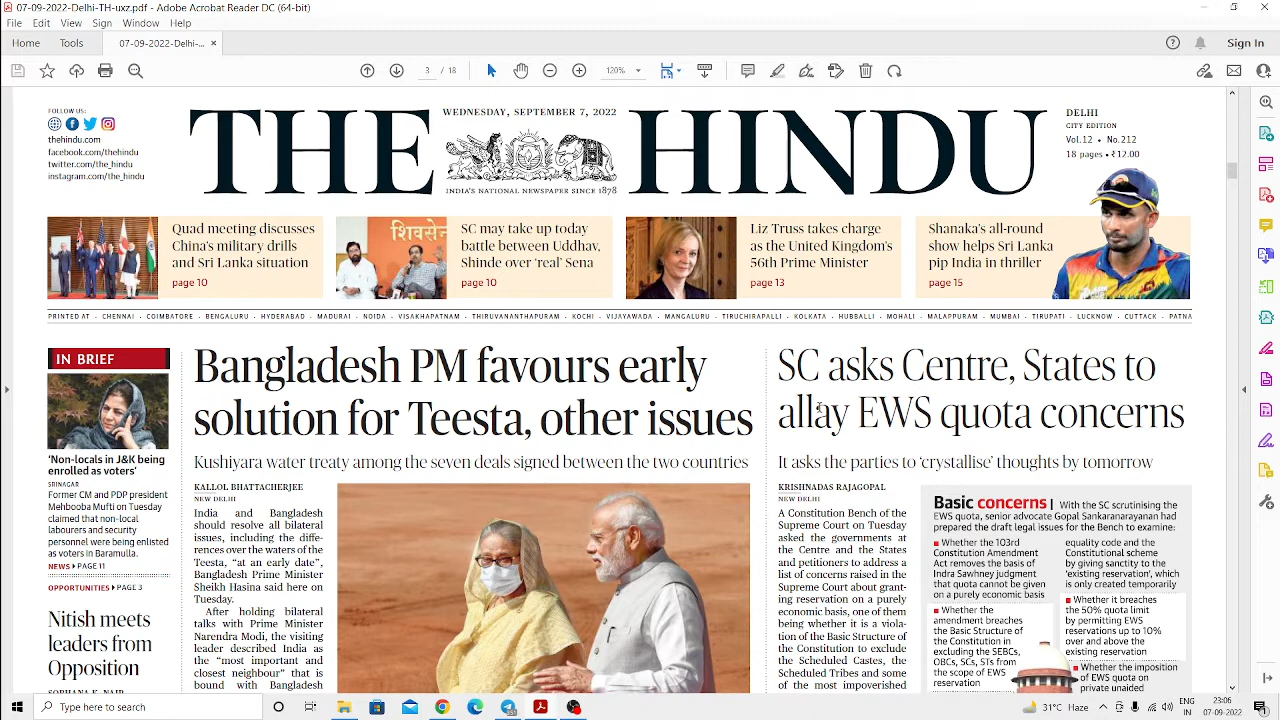 07-09-2022-Delhi-TH-uxz.pdf - Adobe Acrobat Reader DC (64-bit)
File Edit View Sign Window Help
Home Tools 07-09-2022-Delhi-... × Sign In
3 / 18 120%
FOLLOW US:
thehindu.com
facebook.com/thehindu
twitter.com/the_hindu
instagram.com/the_hindu
THE HINDU
WEDNESDAY, SEPTEMBER 7, 2022
INDIA'S NATIONAL NEWSPAPER SINCE 1878
DELHI
CITY EDITION
Vol.12 • No.212
18 pages • ₹12.00
Quad meeting discusses
China's military drills
and Sri Lanka situation
page 10
शिवसे
SC may take up today
battle between Uddhav,
Shinde over 'real' Sena
page 10
Liz Truss takes charge
as the United Kingdom's
56th Prime Minister
page 13
Shanaka's all-round
show helps Sri Lanka
pip India in thriller
page 15
PRINTED AT • CHENNAI • COIMBATORE • BENGALURU • HYDERABAD • MADURAI • NOIDA • VISAKHAPATNAM • THIRUVANANTHAPURAM • KOCHI • VIJAYAWADA • MANGALURU • TIRUCHIRAPALLI • KOLKATA • HUBBALLI • MOHALI • MALAPPURAM • MUMBAI • TIRUPATI • LUCKNOW • CUTTACK • PATNA
IN BRIEF
'Non-locals in J&K being
enrolled as voters'
SRINAGAR
Former CM and PDP president
Mehbooba Mufti on Tuesday
claimed that non-local
labourers and security
personnel were being enlisted
as voters in Baramulla.
NEWS PAGE 11
OPPORTUNITIES PAGE 3
Nitish meets
leaders from
Opposition
SOBHANA K. NAIR
Bangladesh PM favours early
solution for Teesta, other issues
Kushiyara water treaty among the seven deals signed between the two countries
KALLOL BHATTACHERJEE
NEW DELHI
India and Bangladesh
should resolve all bilateral
issues, including the diffe-
rences over the waters of the
Teesta, "at an early date",
Bangladesh Prime Minister
Sheikh Hasina said here on
Tuesday.
After holding bilateral
talks with Prime Minister
Narendra Modi, the visiting
leader described India as
the "most important and
closest neighbour" that is
bound with Bangladesh
SC asks Centre, States to
allay EWS quota concerns
It asks the parties to 'crystallise' thoughts by tomorrow
KRISHNADAS RAJAGOPAL
NEW DELHI
A Constitution Bench of the
Supreme Court on Tuesday
asked the governments at
the Centre and the States
and petitioners to address a
list of concerns raised in the
Supreme Court about grant-
ing reservation on a purely
economic basis, one of them
being whether it is a viola-
tion of the Basic Structure of
the Constitution to exclude
the Scheduled Castes, the
Scheduled Tribes and some
of the most impoverished
Basic concerns | With the SC scrutinising the
EWS quota, senior advocate Gopal Sankaranarayanan had
prepared the draft legal issues for the Bench to examine:
Whether the 103rd
Constitution Amendment
Act removes the basis of
Indra Sawhney judgment
that quota cannot be given
on a purely economic basis
Whether the
amendment breaches
the Basic Structure of
the Constitution in
excluding the SEBCs,
OBCs, SCs, STs from
the scope of EWS
reservation
equality code and the
Constitutional scheme
by giving sanctity to the
'existing reservation', which
is only created temporarily
Whether it breaches
the 50% quota limit
by permitting EWS
reservations up to 10%
over and above the
existing reservation
Whether the imposition
of EWS quota on
private unaided
Type here to search
31°C Haze
ENG
IN
23:06
07-09-2022